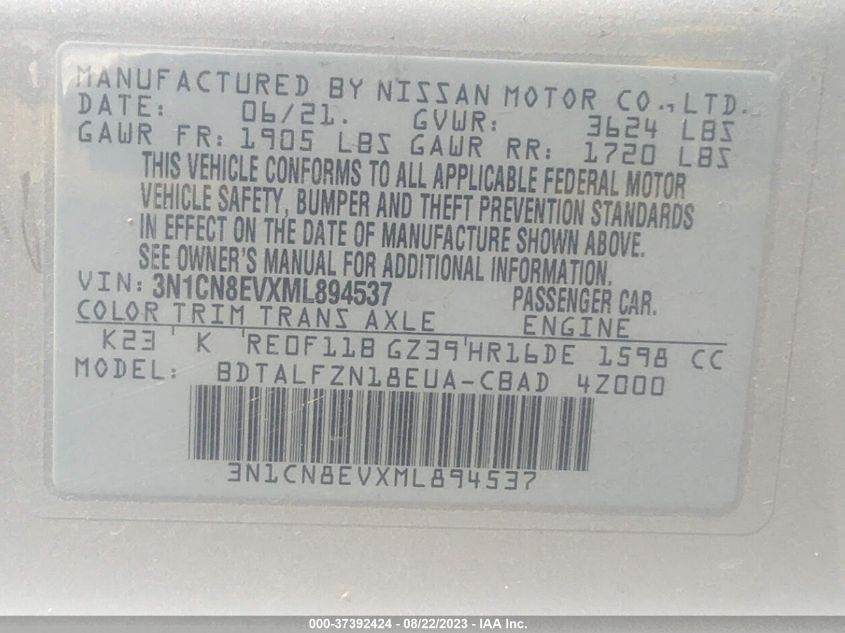 MANUFACTURED BY NISSAN MOTOR CO., LTD.
DATE: 06/21. GVWR: 3624 LBS
GAWR FR: 1905 LBS GAWR RR: 1720 LBS
THIS VEHICLE CONFORMS TO ALL APPLICABLE FEDERAL MOTOR
VEHICLE SAFETY, BUMPER AND THEFT PREVENTION STANDARDS
IN EFFECT ON THE DATE OF MANUFACTURE SHOWN ABOVE.
SEE OWNER'S MANUAL FOR ADDITIONAL INFORMATION.
VIN: 3N1CN8EVXML894537 PASSENGER CAR.
COLOR TRIM TRANS AXLE ENGINE
K23 ' K ' RE0F11B GZ39 ' HR16DE 1598 CC
MODEL: BDTALFZN18EUA-CBAD 4Z000
3N1CN8EVXML894537
000-37392424 - 08/22/2023 - IAA Inc.